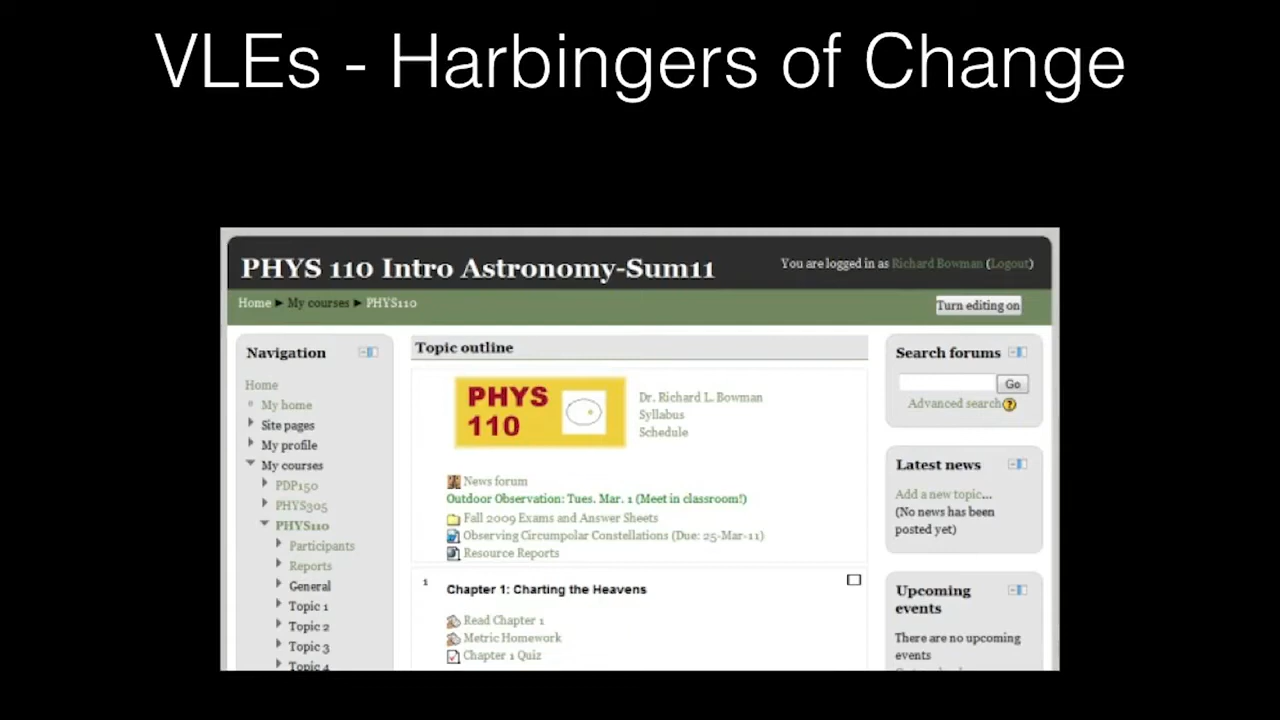 VLEs - Harbingers of Change
PHYS 110 Intro Astronomy-Sum11
You are logged in as Richard Bowman (Logout)
Home ► My courses ► PHYS110
Turn editing on
Navigation
Home
My home
Site pages
My profile
My courses
PDP150
PHYS305
PHYS110
Participants
Reports
General
Topic 1
Topic 2
Topic 3
Topic 4
Topic outline
PHYS
110
Dr. Richard L. Bowman
Syllabus
Schedule
News forum
Outdoor Observation: Tues. Mar. 1 (Meet in classroom!)
Fall 2009 Exams and Answer Sheets
Observing Circumpolar Constellations (Due: 25-Mar-11)
Resource Reports
1
Chapter 1: Charting the Heavens
Read Chapter 1
Metric Homework
Chapter 1 Quiz
Search forums
Go
Advanced search
Latest news
Add a new topic...
(No news has been
posted yet)
Upcoming
events
There are no upcoming
events